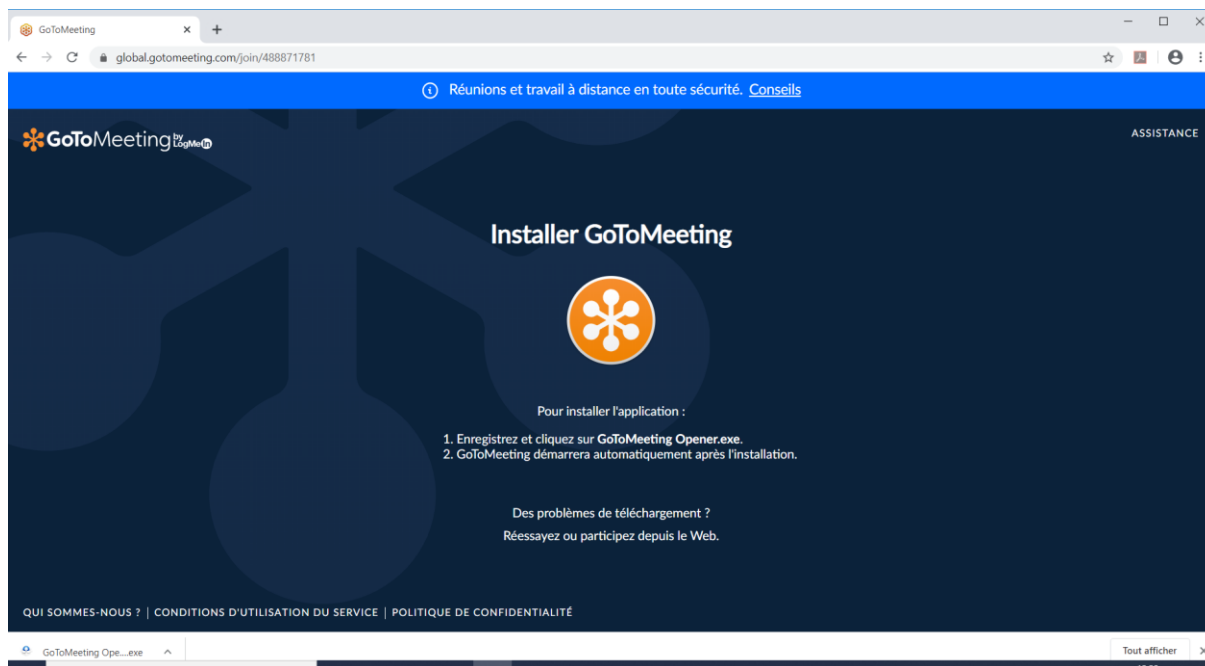 GoToMeeting
global.gotomeeting.com/join/488871781
Réunions et travail à distance en toute sécurité. Conseils
GoToMeeting by LogMeIn
ASSISTANCE
Installer GoToMeeting
Pour installer l'application :
1. Enregistrez et cliquez sur GoToMeeting Opener.exe.
2. GoToMeeting démarrera automatiquement après l'installation.
Des problèmes de téléchargement ?
Réessayez ou participez depuis le Web.
QUI SOMMES-NOUS ? | CONDITIONS D'UTILISATION DU SERVICE | POLITIQUE DE CONFIDENTIALITÉ
GoToMeeting Ope....exe
Tout afficher